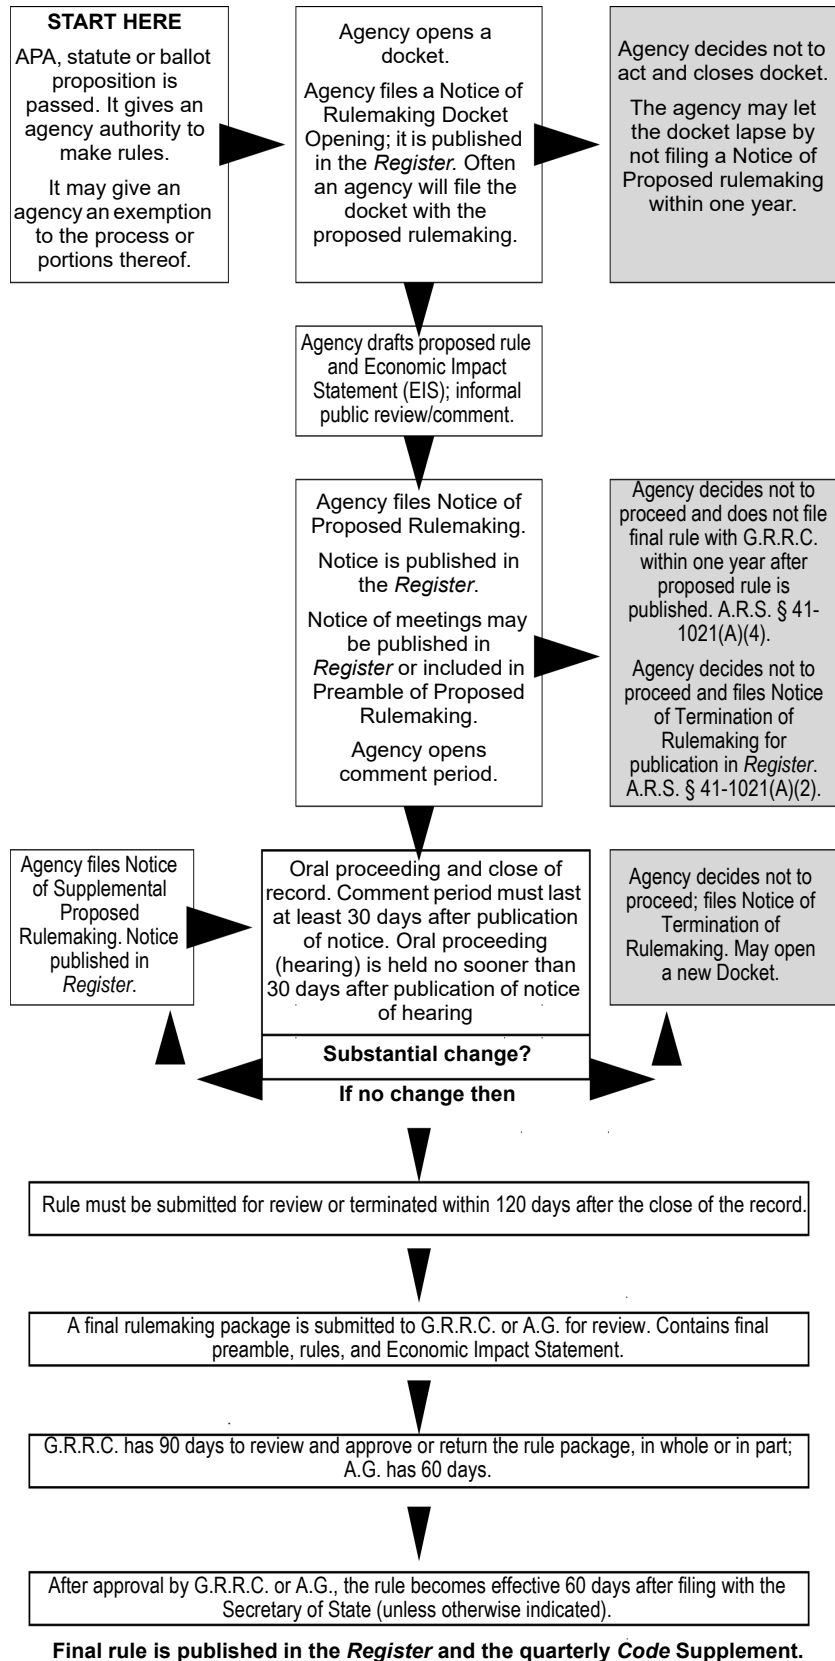 START HERE
APA, statute or ballot
proposition is
passed. It gives an
agency authority to
make rules.
It may give an
agency an exemption
to the process or
portions thereof.
Agency opens a
docket.
Agency files a Notice of
Rulemaking Docket
Opening; it is published
in the Register. Often
an agency will file the
docket with the
proposed rulemaking.
Agency decides not to
act and closes docket.
The agency may let
the docket lapse by
not filing a Notice of
Proposed rulemaking
within one year.
Agency drafts proposed rule
and Economic Impact
Statement (EIS); informal
public review/comment.
Agency files Notice of
Proposed Rulemaking.
Notice is published in
the Register.
Notice of meetings may
be published in
Register or included in
Preamble of Proposed
Rulemaking.
Agency opens
comment period.
Agency decides not to
proceed and does not file
final rule with G.R.R.C.
within one year after
proposed rule is
published. A.R.S. § 41-
1021(A)(4).
Agency decides not to
proceed and files Notice
of Termination of
Rulemaking for
publication in Register.
A.R.S. § 41-1021(A)(2).
Agency files Notice
of Supplemental
Proposed
Rulemaking. Notice
published in
Register.
Oral proceeding and close of
record. Comment period must last
at least 30 days after publication
of notice. Oral proceeding
(hearing) is held no sooner than
30 days after publication of notice
of hearing
Agency decides not to
proceed; files Notice of
Termination of
Rulemaking. May open
a new Docket.
Substantial change?
If no change then
Rule must be submitted for review or terminated within 120 days after the close of the record.
A final rulemaking package is submitted to G.R.R.C. or A.G. for review. Contains final
preamble, rules, and Economic Impact Statement.
G.R.R.C. has 90 days to review and approve or return the rule package, in whole or in part;
A.G. has 60 days.
After approval by G.R.R.C. or A.G., the rule becomes effective 60 days after filing with the
Secretary of State (unless otherwise indicated).
Final rule is published in the Register and the quarterly Code Supplement.